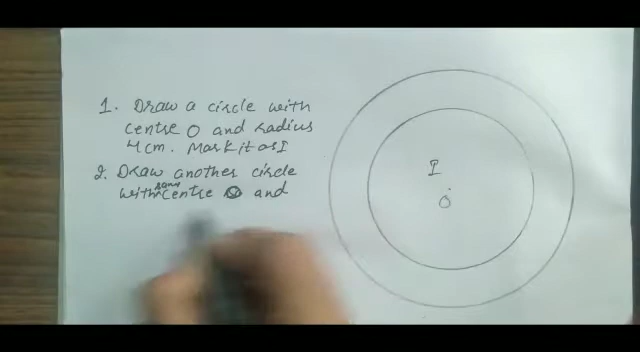 1. Draw a circle with
centre O and radius
4cm. Mark it as I
2. Draw another circle
with same centre and
I
O